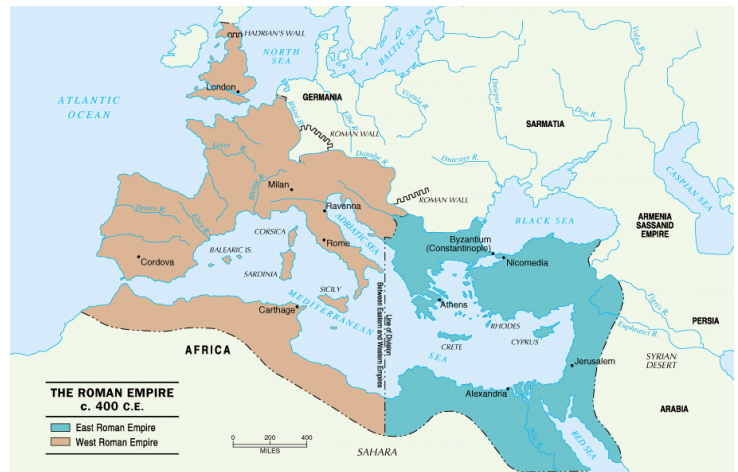 HADRIAN'S WALL
NORTH
SEA
BALTIC SEA
Volga R.
London
ATLANTIC
OCEAN
GERMANIA
Rhine R.
Elbe R.
Vistula R.
Dnieper R.
Don R.
ROMAN WALL
SARMATIA
Loire R.
Danube R.
Dniester R.
CASPIAN SEA
Milan
Rhône R.
ROMAN WALL
Douro R.
Ebro R.
Ravenna
ADRIATIC SEA
BLACK SEA
ARMENIA
SASSANID
EMPIRE
CORSICA
Rome
Byzantium
(Constantinople)
Nicomedia
BALEARIC IS.
Cordova
SARDINIA
SICILY
MEDITERRANEAN
SEA
Athens
Tigris R.
Carthage
Line of Division
Between Eastern and Western Empires
RHODES
CRETE
CYPRUS
Euphrates R.
PERSIA
AFRICA
Jerusalem
SYRIAN
DESERT
Alexandria
ARABIA
Nile R.
RED SEA
SAHARA
THE ROMAN EMPIRE
c. 400 C.E.
East Roman Empire
West Roman Empire
0 200 400
MILES